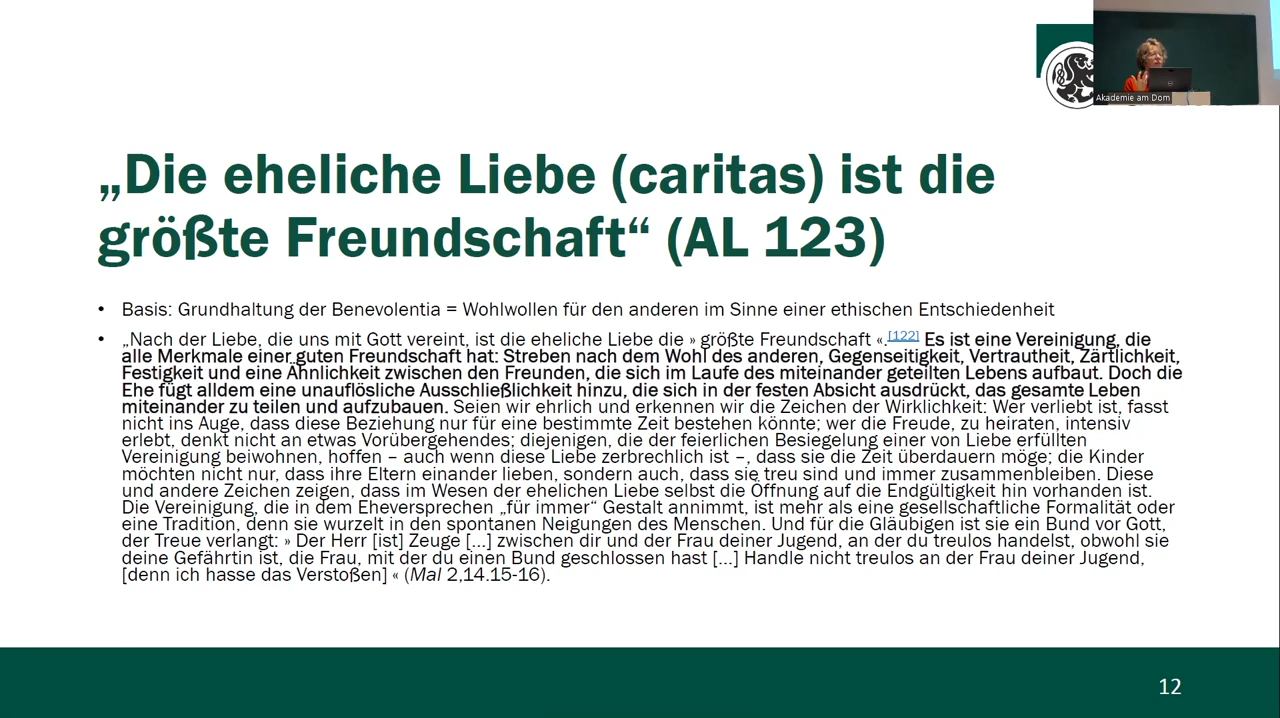 Akademie am Dom
„Die eheliche Liebe (caritas) ist die
größte Freundschaft“ (AL 123)
• Basis: Grundhaltung der Benevolentia = Wohlwollen für den anderen im Sinne einer ethischen Entschiedenheit
• „Nach der Liebe, die uns mit Gott vereint, ist die eheliche Liebe die » größte Freundschaft «.[122] Es ist eine Vereinigung, die
alle Merkmale einer guten Freundschaft hat: Streben nach dem Wohl des anderen, Gegenseitigkeit, Vertrautheit, Zärtlichkeit,
Festigkeit und eine Ähnlichkeit zwischen den Freunden, die sich im Laufe des miteinander geteilten Lebens aufbaut. Doch die
Ehe fügt alldem eine unauflösliche Ausschließlichkeit hinzu, die sich in der festen Absicht ausdrückt, das gesamte Leben
miteinander zu teilen und aufzubauen. Seien wir ehrlich und erkennen wir die Zeichen der Wirklichkeit: Wer verliebt ist, fasst
nicht ins Auge, dass diese Beziehung nur für eine bestimmte Zeit bestehen könnte; wer die Freude, zu heiraten, intensiv
erlebt, denkt nicht an etwas Vorübergehendes; diejenigen, die der feierlichen Besiegelung einer von Liebe erfüllten
Vereinigung beiwohnen, hoffen – auch wenn diese Liebe zerbrechlich ist –, dass sie die Zeit überdauern möge; die Kinder
möchten nicht nur, dass ihre Eltern einander lieben, sondern auch, dass sie treu sind und immer zusammenbleiben. Diese
und andere Zeichen zeigen, dass im Wesen der ehelichen Liebe selbst die Öffnung auf die Endgültigkeit hin vorhanden ist.
Die Vereinigung, die in dem Eheversprechen „für immer“ Gestalt annimmt, ist mehr als eine gesellschaftliche Formalität oder
eine Tradition, denn sie wurzelt in den spontanen Neigungen des Menschen. Und für die Gläubigen ist sie ein Bund vor Gott,
der Treue verlangt: » Der Herr [ist] Zeuge [...] zwischen dir und der Frau deiner Jugend, an der du treulos handelst, obwohl sie
deine Gefährtin ist, die Frau, mit der du einen Bund geschlossen hast [...] Handle nicht treulos an der Frau deiner Jugend,
[denn ich hasse das Verstoßen] « (Mal 2,14.15-16).
12